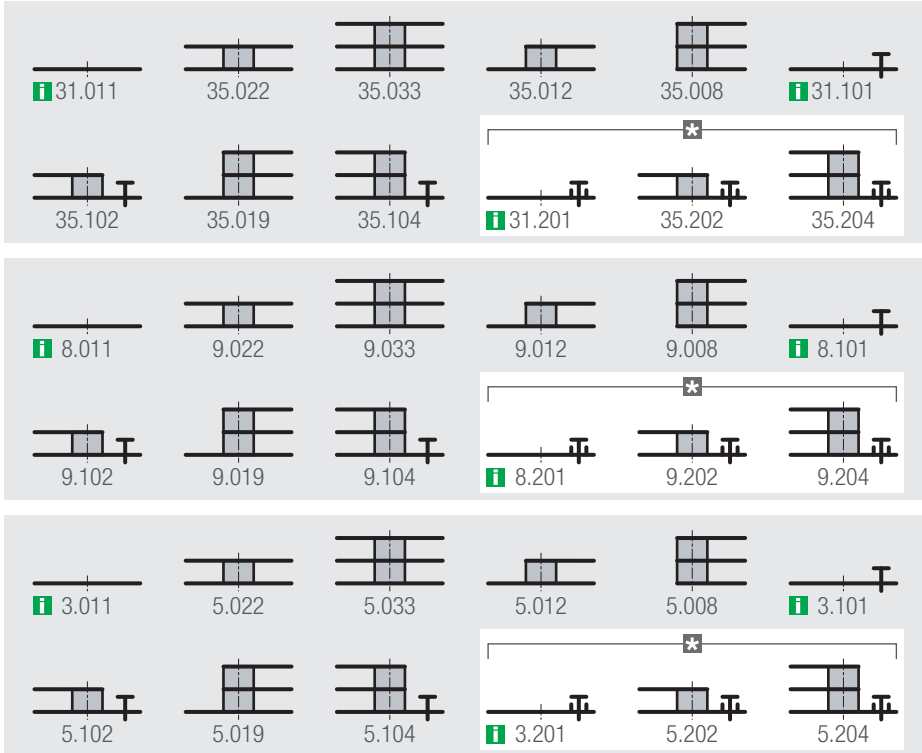 i 31.011 35.022 35.033 35.012 35.008 i 31.101
*
35.102 35.019 35.104 i 31.201 35.202 35.204
i 8.011 9.022 9.033 9.012 9.008 i 8.101
*
9.102 9.019 9.104 i 8.201 9.202 9.204
i 3.011 5.022 5.033 5.012 5.008 i 3.101
*
5.102 5.019 5.104 i 3.201 5.202 5.204